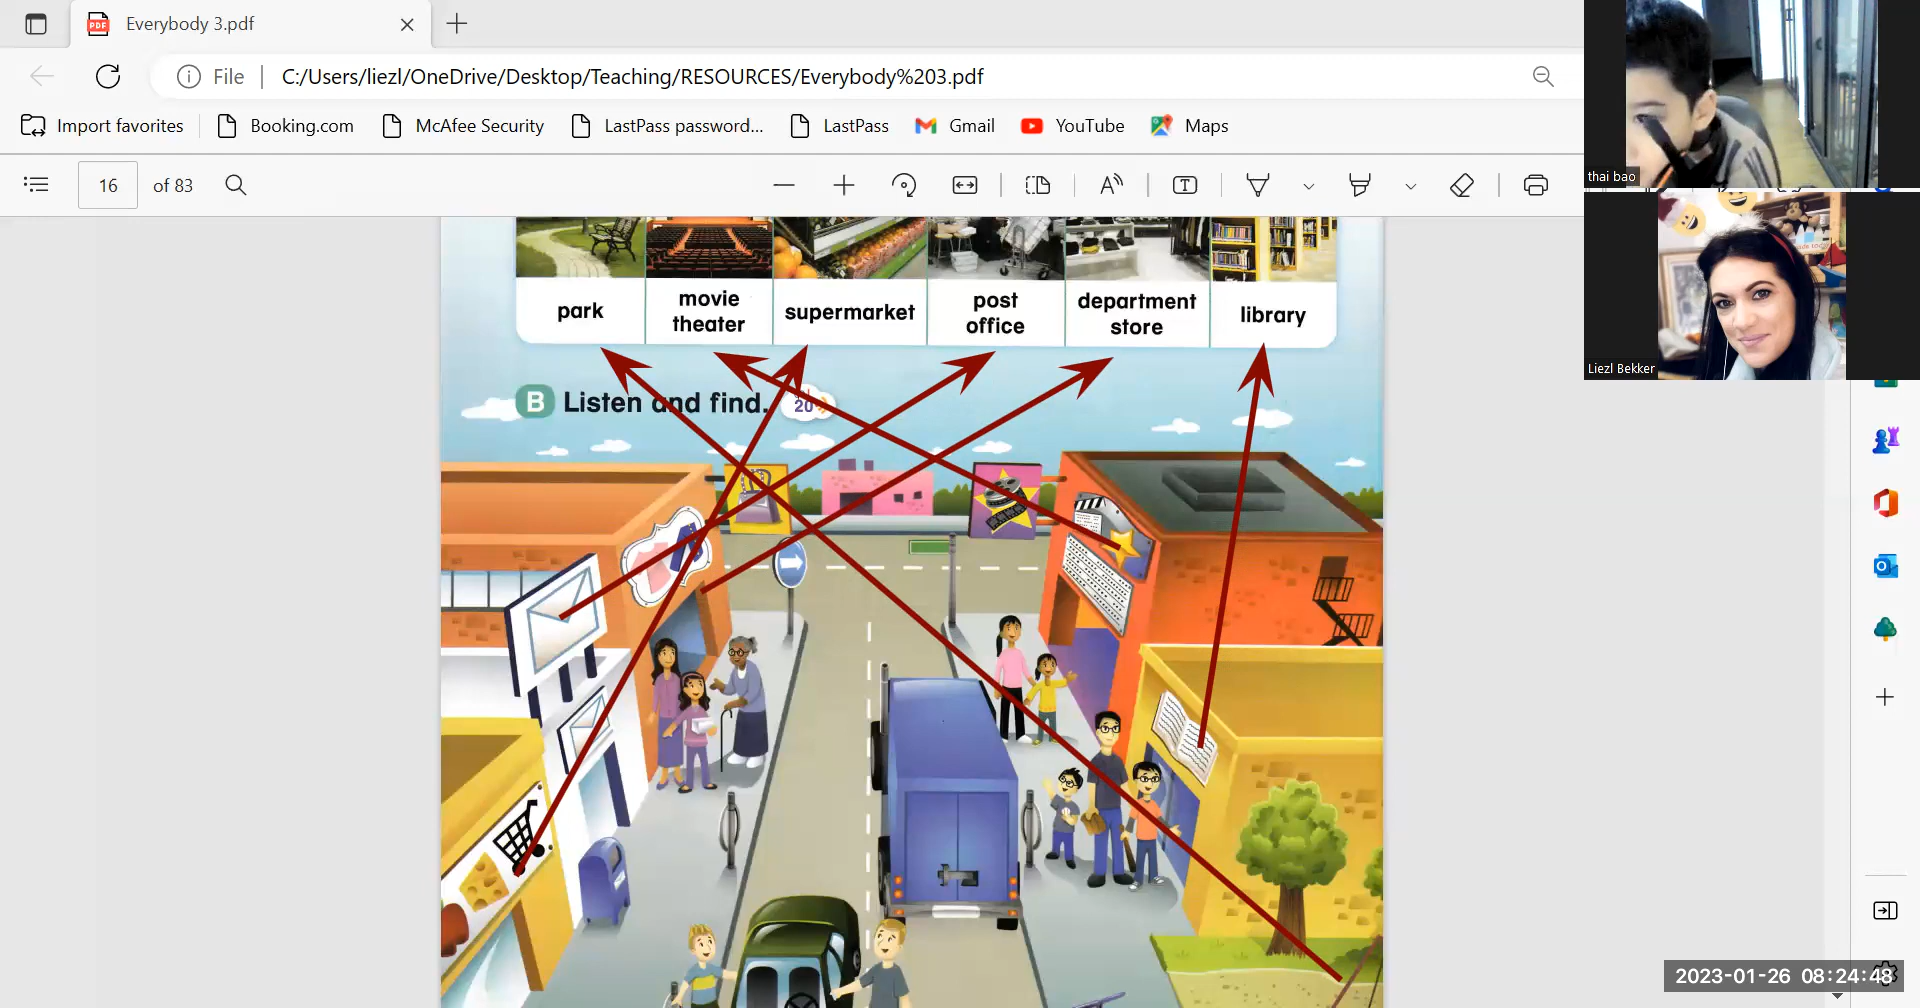 Everybody 3.pdf
File
C:/Users/liezl/OneDrive/Desktop/Teaching/RESOURCES/Everybody%203.pdf
Import favorites
Booking.com
McAfee Security
LastPass password...
LastPass
Gmail
YouTube
Maps
16 of 83
thai bao
Liezl Bekker
park
movie
theater
supermarket
post
office
department
store
library
B Listen and find. 20
2023-01-26 08:24:48